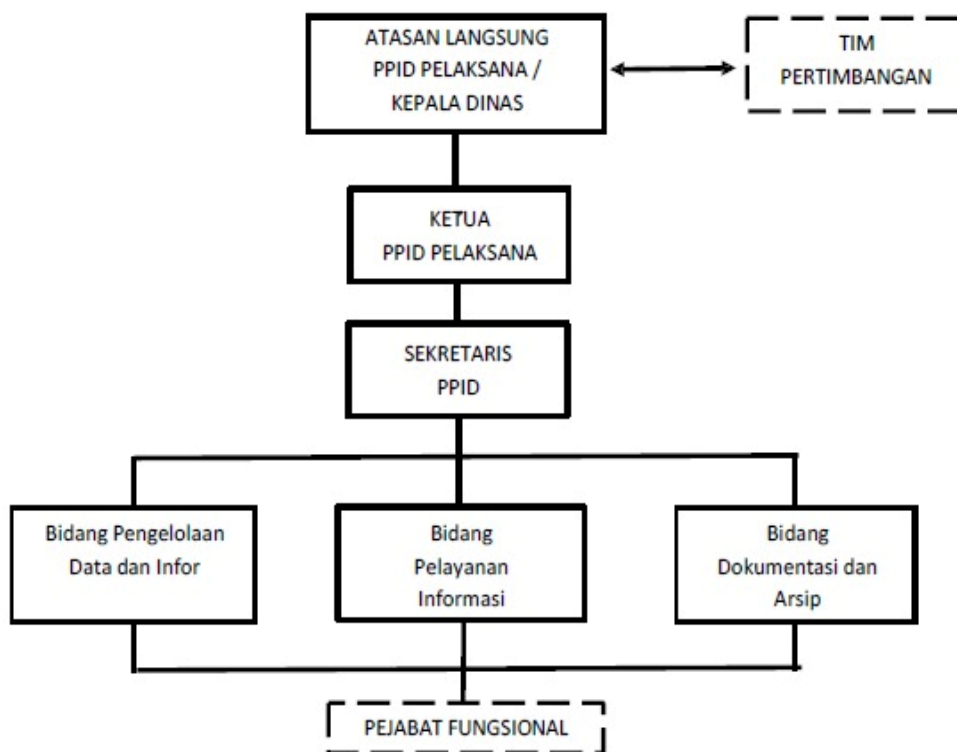 ATASAN LANGSUNG
PPID PELAKSANA /
KEPALA DINAS
TIM
PERTIMBANGAN
KETUA
PPID PELAKSANA
SEKRETARIS
PPID
Bidang Pengelolaan
Data dan Infor
Bidang
Pelayanan
Informasi
Bidang
Dokumentasi dan
Arsip
PEJABAT FUNGSIONAL